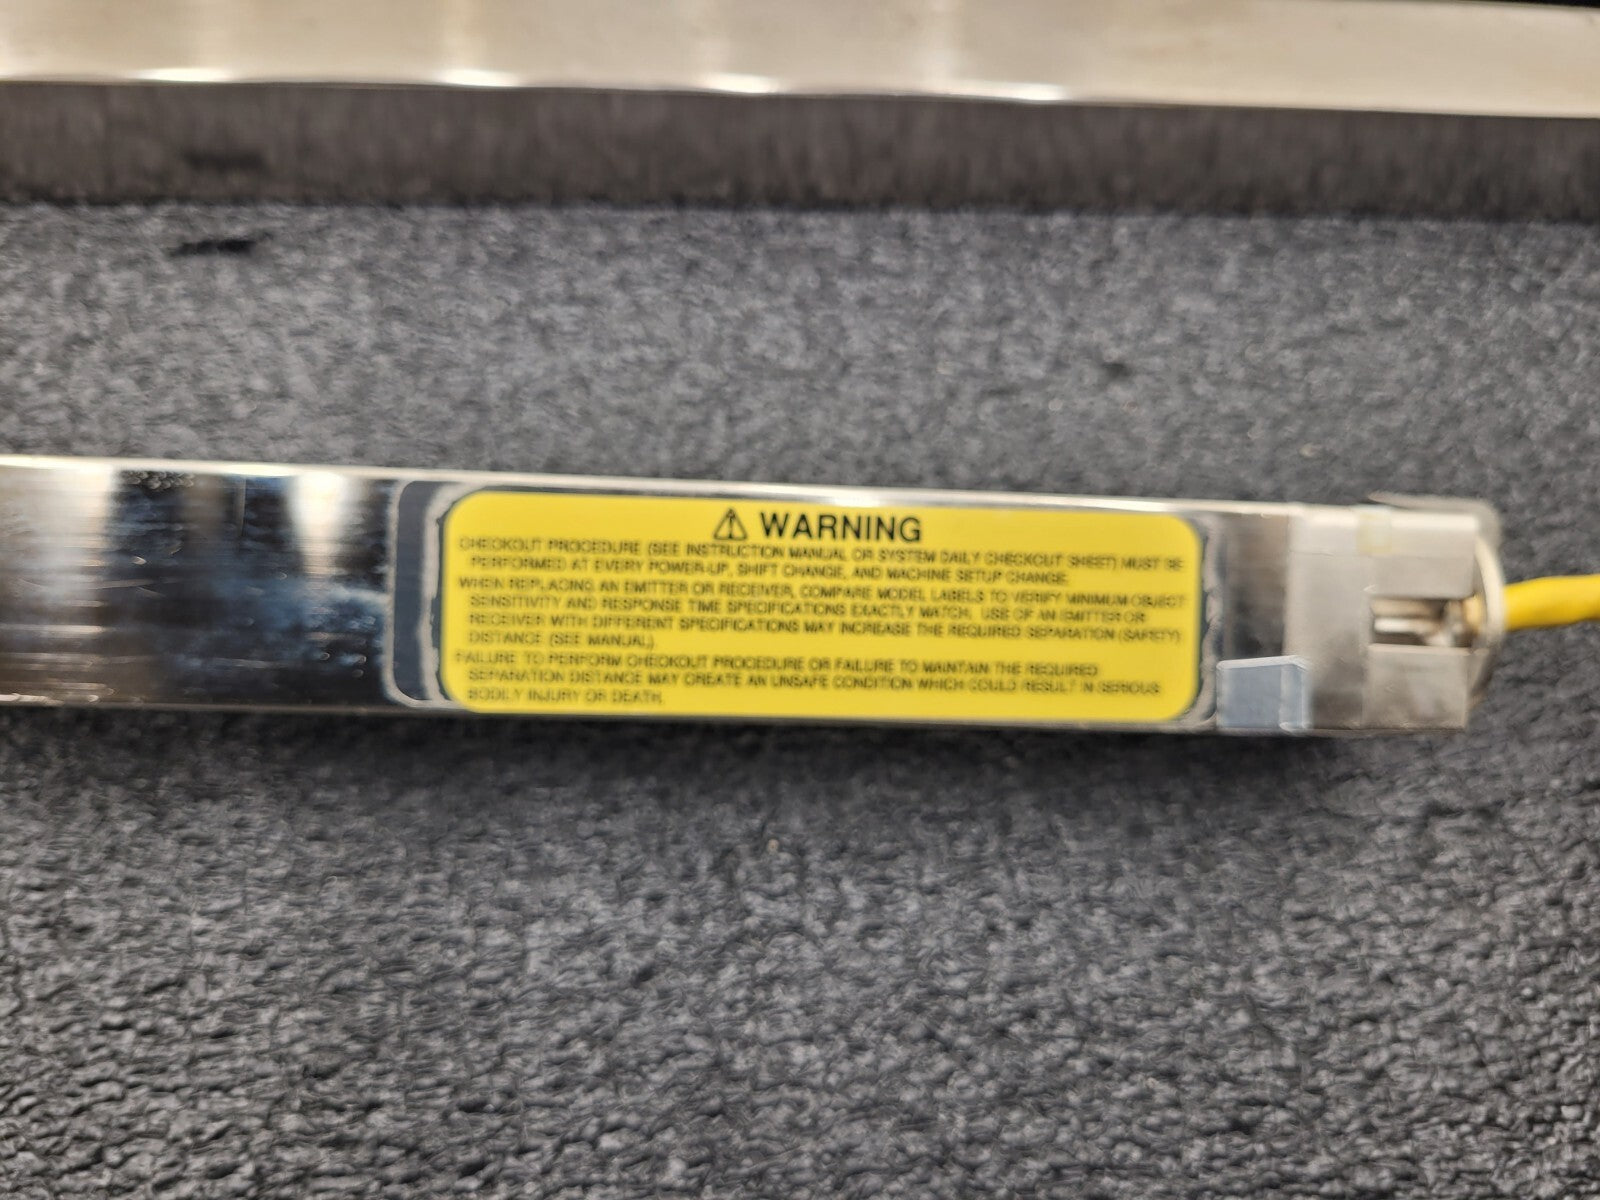 ⚠ WARNING
CHECKOUT PROCEDURE (SEE INSTRUCTION MANUAL OR SYSTEM DAILY CHECKOUT SHEET) MUST BE
PERFORMED AT EVERY POWER-UP, SHIFT CHANGE, AND MACHINE SETUP CHANGE.
WHEN REPLACING AN EMITTER OR RECEIVER, COMPARE MODEL LABELS TO VERIFY MINIMUM OBJECT
SENSITIVITY AND RESPONSE TIME SPECIFICATIONS EXACTLY MATCH. USE OF AN EMITTER OR
RECEIVER WITH DIFFERENT SPECIFICATIONS MAY INCREASE THE REQUIRED SEPARATION (SAFETY)
DISTANCE (SEE MANUAL)
FAILURE TO PERFORM CHECKOUT PROCEDURE OR FAILURE TO MAINTAIN THE REQUIRED
SEPARATION DISTANCE MAY CREATE AN UNSAFE CONDITION WHICH COULD RESULT IN SERIOUS
BODILY INJURY OR DEATH.